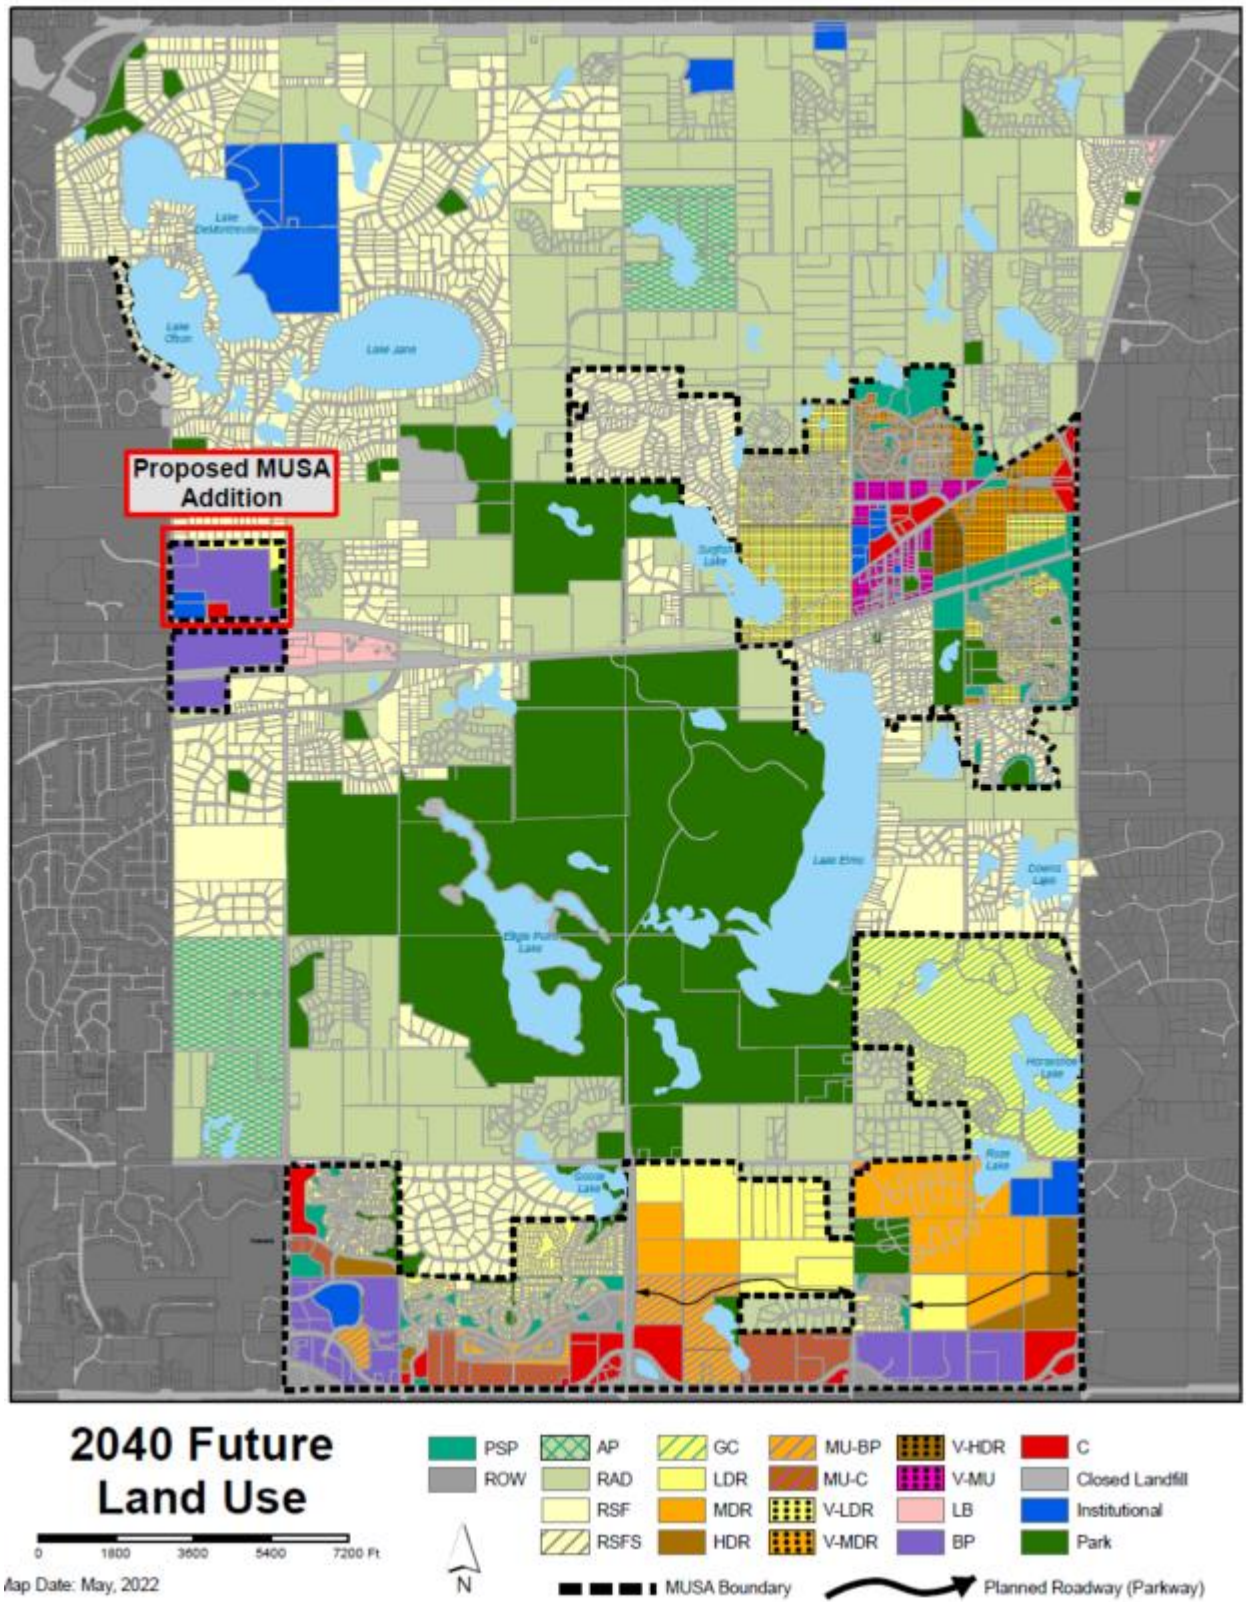 Lake
DeMontreville
Lake
Olson
Lake Jane
Proposed MUSA
Addition
Sunfish
Lake
Lake Elmo
Downs
Lake
Eagle Point
Lake
Horseshoe
Lake
Rose
Lake
Goose
Lake
2040 Future
Land Use
PSP
AP
GC
MU-BP
V-HDR
C
ROW
RAD
LDR
MU-C
V-MU
Closed Landfill
RSF
MDR
V-LDR
LB
Institutional
RSFS
HDR
V-MDR
BP
Park
0 1800 3600 5400 7200 Ft
Map Date: May, 2022
N
MUSA Boundary
Planned Roadway (Parkway)